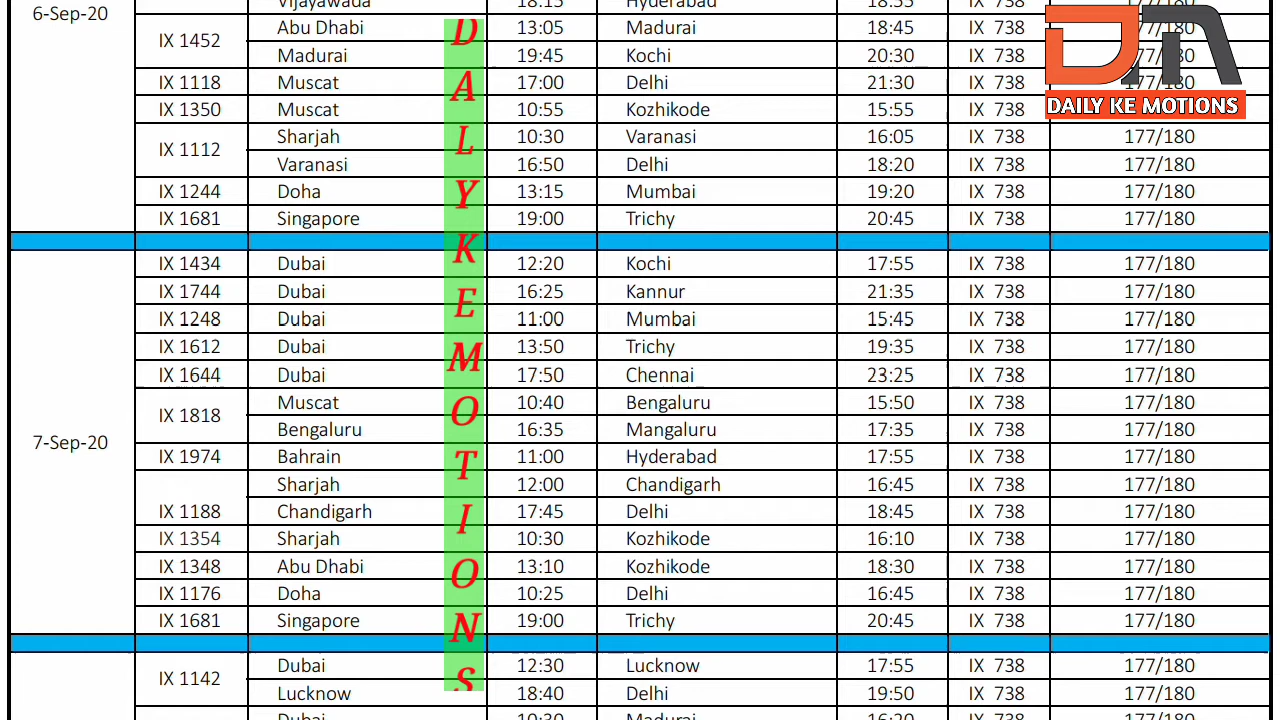 Vijayawada 18:15 Hyderabad 18:55 IX 738 177/180
6-Sep-20
IX 1452 Abu Dhabi 13:05 Madurai 18:45 IX 738 177/180
Madurai 19:45 Kochi 20:30 IX 738 177/180
IX 1118 Muscat 17:00 Delhi 21:30 IX 738 177/180
IX 1350 Muscat 10:55 Kozhikode 15:55 IX 738
DAILY KE MOTIONS
IX 1112 Sharjah 10:30 Varanasi 16:05 IX 738 177/180
Varanasi 16:50 Delhi 18:20 IX 738 177/180
IX 1244 Doha 13:15 Mumbai 19:20 IX 738 177/180
IX 1681 Singapore 19:00 Trichy 20:45 IX 738 177/180
7-Sep-20
IX 1434 Dubai 12:20 Kochi 17:55 IX 738 177/180
IX 1744 Dubai 16:25 Kannur 21:35 IX 738 177/180
IX 1248 Dubai 11:00 Mumbai 15:45 IX 738 177/180
IX 1612 Dubai 13:50 Trichy 19:35 IX 738 177/180
IX 1644 Dubai 17:50 Chennai 23:25 IX 738 177/180
IX 1818 Muscat 10:40 Bengaluru 15:50 IX 738 177/180
Bengaluru 16:35 Mangaluru 17:35 IX 738 177/180
IX 1974 Bahrain 11:00 Hyderabad 17:55 IX 738 177/180
Sharjah 12:00 Chandigarh 16:45 IX 738 177/180
IX 1188 Chandigarh 17:45 Delhi 18:45 IX 738 177/180
IX 1354 Sharjah 10:30 Kozhikode 16:10 IX 738 177/180
IX 1348 Abu Dhabi 13:10 Kozhikode 18:30 IX 738 177/180
IX 1176 Doha 10:25 Delhi 16:45 IX 738 177/180
IX 1681 Singapore 19:00 Trichy 20:45 IX 738 177/180
IX 1142 Dubai 12:30 Lucknow 17:55 IX 738 177/180
Lucknow 18:40 Delhi 19:50 IX 738 177/180
Dubai 10:30 Madurai 16:20 IX 738 177/180
DALYKEMOTIONS